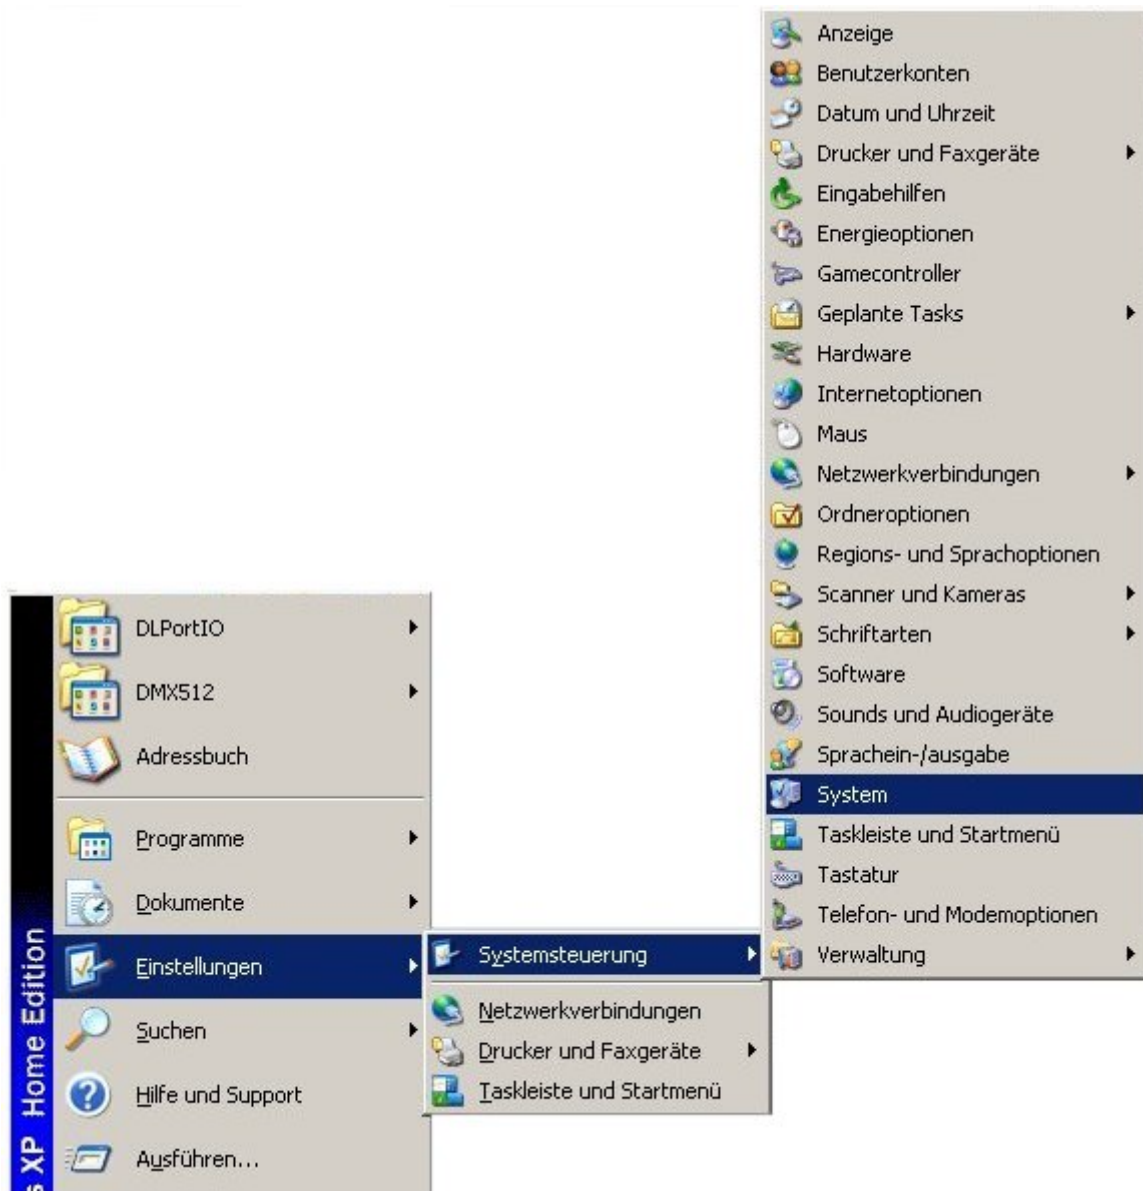 Anzeige
Benutzerkonten
Datum und Uhrzeit
Drucker und Faxgeräte
Eingabehilfen
Energieoptionen
Gamecontroller
Geplante Tasks
Hardware
Internetoptionen
Maus
Netzwerkverbindungen
Ordneroptionen
Regions- und Sprachoptionen
Scanner und Kameras
Schriftarten
Software
Sounds und Audiogeräte
Sprachein-/ausgabe
System
Taskleiste und Startmenü
Tastatur
Telefon- und Modemoptionen
Verwaltung
DLPortIO
DMX512
Adressbuch
Programme
Dokumente
Einstellungen
Suchen
Hilfe und Support
Ausführen...
Systemsteuerung
Netzwerkverbindungen
Drucker und Faxgeräte
Taskleiste und Startmenü
s XP Home Edition